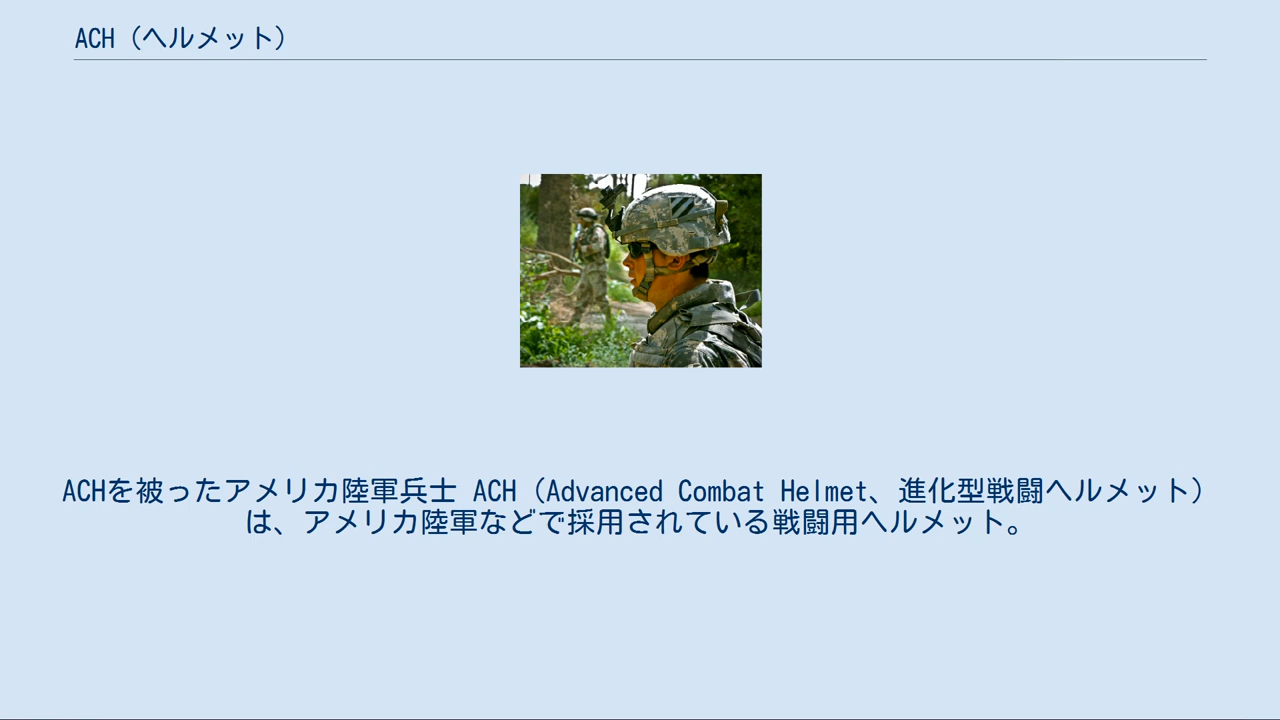 ACH（ヘルメット）
ACHを被ったアメリカ陸軍兵士 ACH（Advanced Combat Helmet、進化型戦闘ヘルメット）
は、アメリカ陸軍などで採用されている戦闘用ヘルメット。